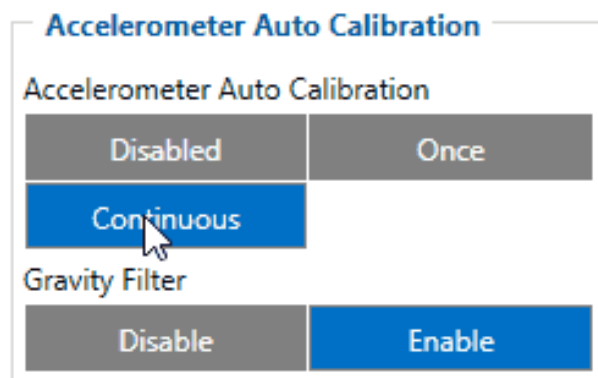 Accelerometer Auto Calibration
Accelerometer Auto Calibration
Disabled Once
Continuous
Gravity Filter
Disable Enable